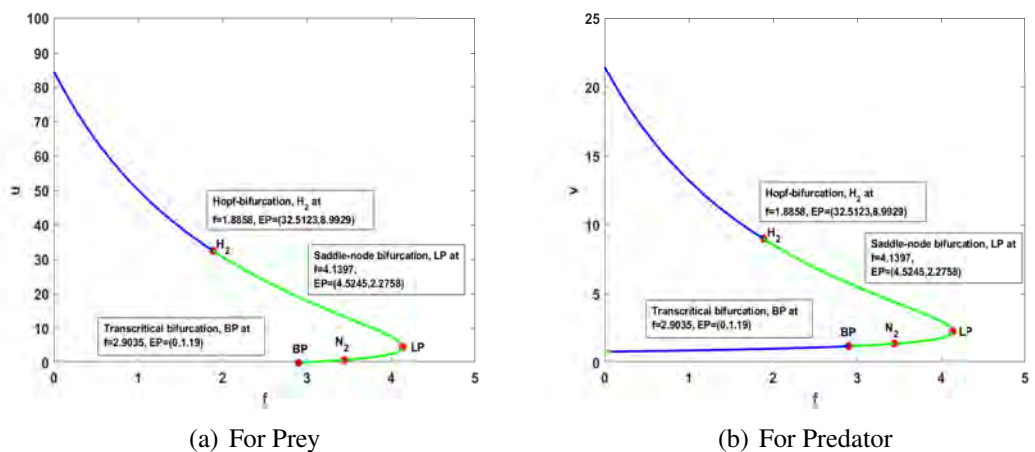 100
90
80
70
60
50
40
30
20
10
0
u
Hopf-bifurcation, H2 at
f=1.8858, EP=(32.5123,8.9929)
H2
Saddle-node bifurcation, LP at
f=4.1397,
EP=(4.5245,2.2758)
Transcritical bifurcation, BP at
f=2.9035, EP=(0,1.19)
BP
N2
LP
0 1 2 3 4 5
f
(a) For Prey
25
20
15
10
5
0
v
Hopf-bifurcation, H2 at
f=1.8858, EP=(32.5123,8.9929)
H2
Saddle-node bifurcation, LP at
f=4.1397,
EP=(4.5245,2.2758)
Transcritical bifurcation, BP at
f=2.9035, EP=(0,1.19)
BP
N2
LP
0 1 2 3 4 5
f
(b) For Predator